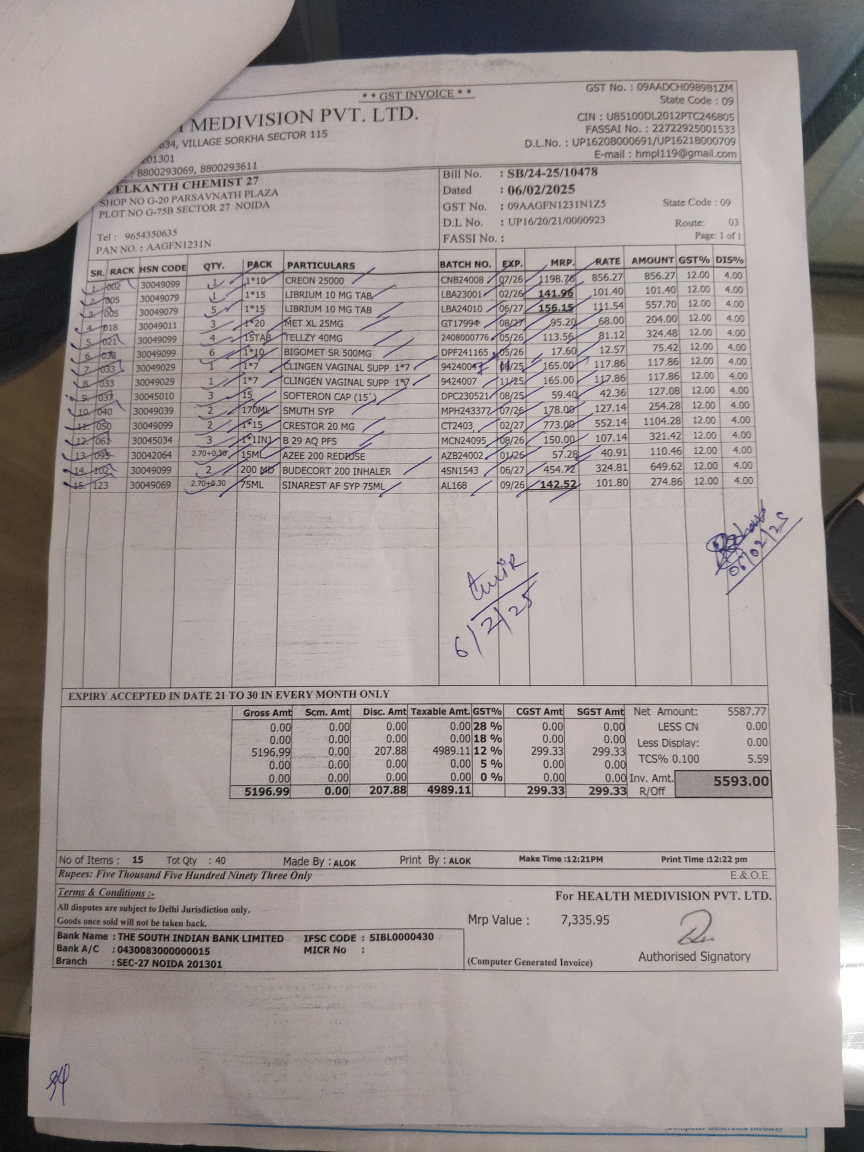 * * GST INVOICE * *
GST No. : 09AADCH0989B1ZM
State Code : 09
MEDIVISION PVT. LTD.
CIN : U85100DL2012PTC246805
634, VILLAGE SORKHA SECTOR 115
FASSAI No. : 22722925001533
201301
D.L.No. : UP1620B000691/UP1621B000709
: 8800293069, 8800293611
E-mail : hmpl119@gmail.com
EELKANTH CHEMIST 27
SHOP NO G-20 PARSAVNATH PLAZA
PLOT NO G-75B SECTOR 27 NOIDA
Tel : 9654350635
PAN NO. : AAGFN1231N
Bill No. : SB/24-25/10478
Dated : 06/02/2025
GST No. : 09AAGFN1231N1Z5 State Code : 09
D.L No. : UP16/20/21/0000923 Route: 03
FASSI No. : Page: 1 of 1
SR. RACK HSN CODE QTY. PACK PARTICULARS BATCH NO. EXP. MRP. RATE AMOUNT GST% DIS%
1. 002 30049099 1 1*10 CREON 25000 CNB24008 07/26 1198.78 856.27 856.27 12.00 4.00
2. 005 30049079 1 1*15 LIBRIUM 10 MG TAB LBA23001 02/26 141.96 101.40 101.40 12.00 4.00
3. 005 30049079 5 1*15 LIBRIUM 10 MG TAB LBA24010 06/27 156.15 111.54 557.70 12.00 4.00
4. 018 30049011 3 1*20 MET XL 25MG GT17994 08/27 95.20 68.00 204.00 12.00 4.00
5. 021 30049099 4 15TAB TELLZY 40MG 2408000776 05/26 113.56 81.12 324.48 12.00 4.00
6. 30049099 6 1*10 BIGOMET SR 500MG DPF241165 05/26 17.60 12.57 75.42 12.00 4.00
7. 033 30049029 1 1*7 CLINGEN VAGINAL SUPP 1*7 165.00 117.86 117.86 12.00 4.00
8. 033 30049029 1 1*7 CLINGEN VAGINAL SUPP 1*7 9424007 11/25 165.00 117.86 117.86 12.00 4.00
9. 037 30045010 3 15 SOFTERON CAP (15`) DPC230521 08/25 59.40 42.36 127.08 12.00 4.00
10. 040 30049039 2 170ML SMUTH SYP MPH243377 07/26 178.00 127.14 254.28 12.00 4.00
11. 050 30049099 2 1*15 CRESTOR 20 MG CT2403 02/27 773.00 552.14 1104.28 12.00 4.00
12. 061 30045034 3 1*1INJ B 29 AQ PFS MCN24095 08/26 150.00 107.14 321.42 12.00 4.00
13. 095 30042064 2.70+0.30 15ML AZEE 200 REDIUSE AZB24002 01/26 57.28 40.91 110.46 12.00 4.00
14. 102 30049099 2 200 MD BUDECORT 200 INHALER 4SN1543 06/27 454.72 324.81 649.62 12.00 4.00
15. 123 30049069 2.70+0.30 75ML SINAREST AF SYP 75ML AL168 09/26 142.52 101.80 274.86 12.00 4.00
06/02/25
6/2/25
EXPIRY ACCEPTED IN DATE 21 TO 30 IN EVERY MONTH ONLY
Gross Amt Scm. Amt Disc. Amt Taxable Amt. GST% CGST Amt SGST Amt
0.00 0.00 0.00 0.00 28 % 0.00 0.00
0.00 0.00 0.00 0.00 18 % 0.00 0.00
5196.99 0.00 207.88 4989.11 12 % 299.33 299.33
0.00 0.00 0.00 0.00 5 % 0.00 0.00
0.00 0.00 0.00 0.00 0 % 0.00 0.00
5196.99 0.00 207.88 4989.11 299.33 299.33
Net Amount: 5587.77
LESS CN 0.00
Less Display: 0.00
TCS% 0.100 5.59
Inv. Amt. 5593.00
R/Off
No of Items : 15 Tot Qty : 40 Made By : ALOK Print By : ALOK Make Time :12:21PM Print Time :12:22 pm
Rupees: Five Thousand Five Hundred Ninety Three Only E.& O.E.
Terms & Conditions :-
All disputes are subject to Delhi Jurisdiction only.
Goods once sold will not be taken back.
For HEALTH MEDIVISION PVT. LTD.
Mrp Value : 7,335.95
Bank Name : THE SOUTH INDIAN BANK LIMITED IFSC CODE : SIBL0000430
Bank A/C : 0430083000000015 MICR No :
Branch : SEC-27 NOIDA 201301
(Computer Generated Invoice)
Authorised Signatory